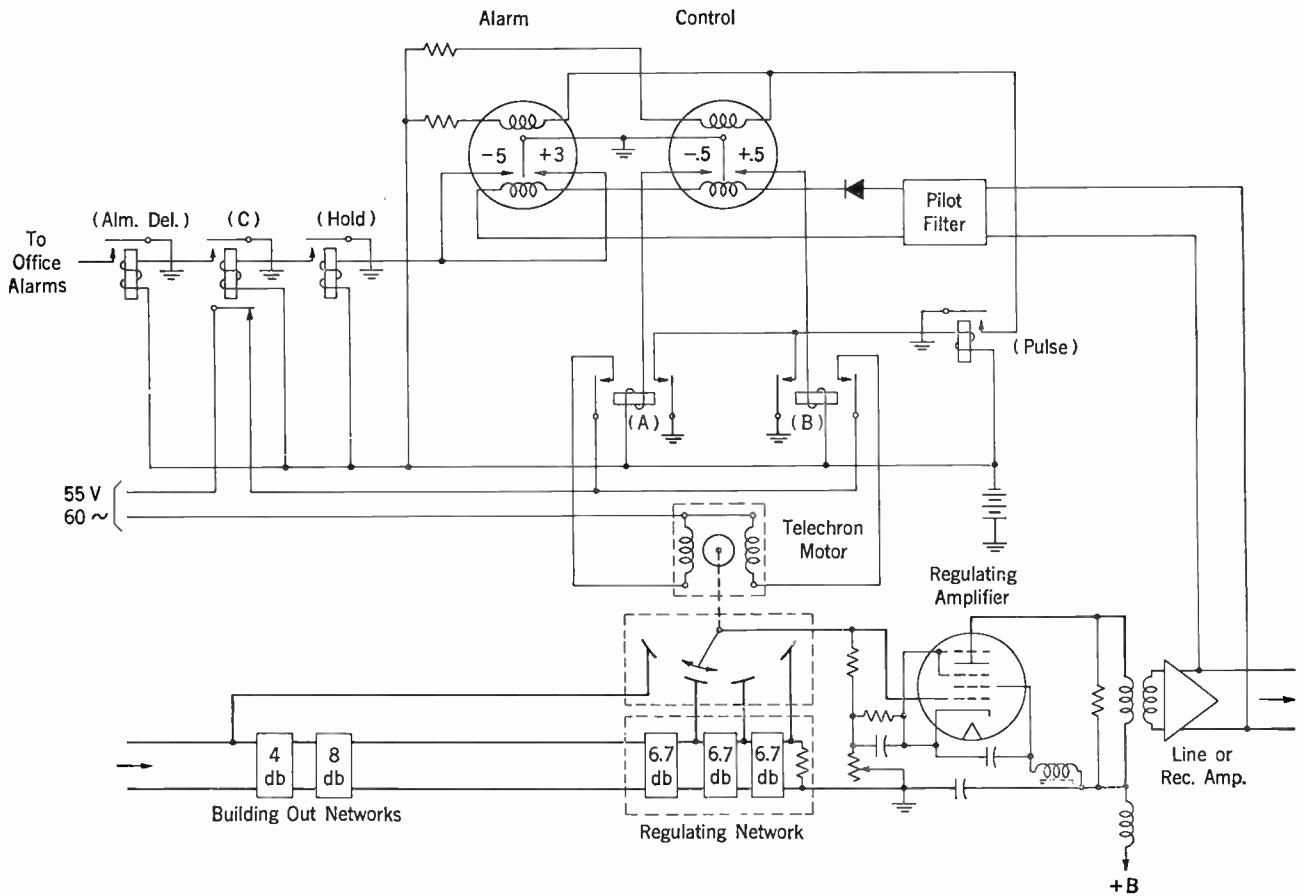 Alarm
Control
-5 +3
-.5 +.5
Pilot
Filter
(Alm. Del.)
(C)
(Hold)
To
Office
Alarms
(Pulse)
(A)
(B)
55 V
60 ~
Telechron
Motor
Regulating
Amplifier
4
db
8
db
6.7
db
6.7
db
6.7
db
Building Out Networks
Regulating Network
Line or
Rec. Amp.
+B